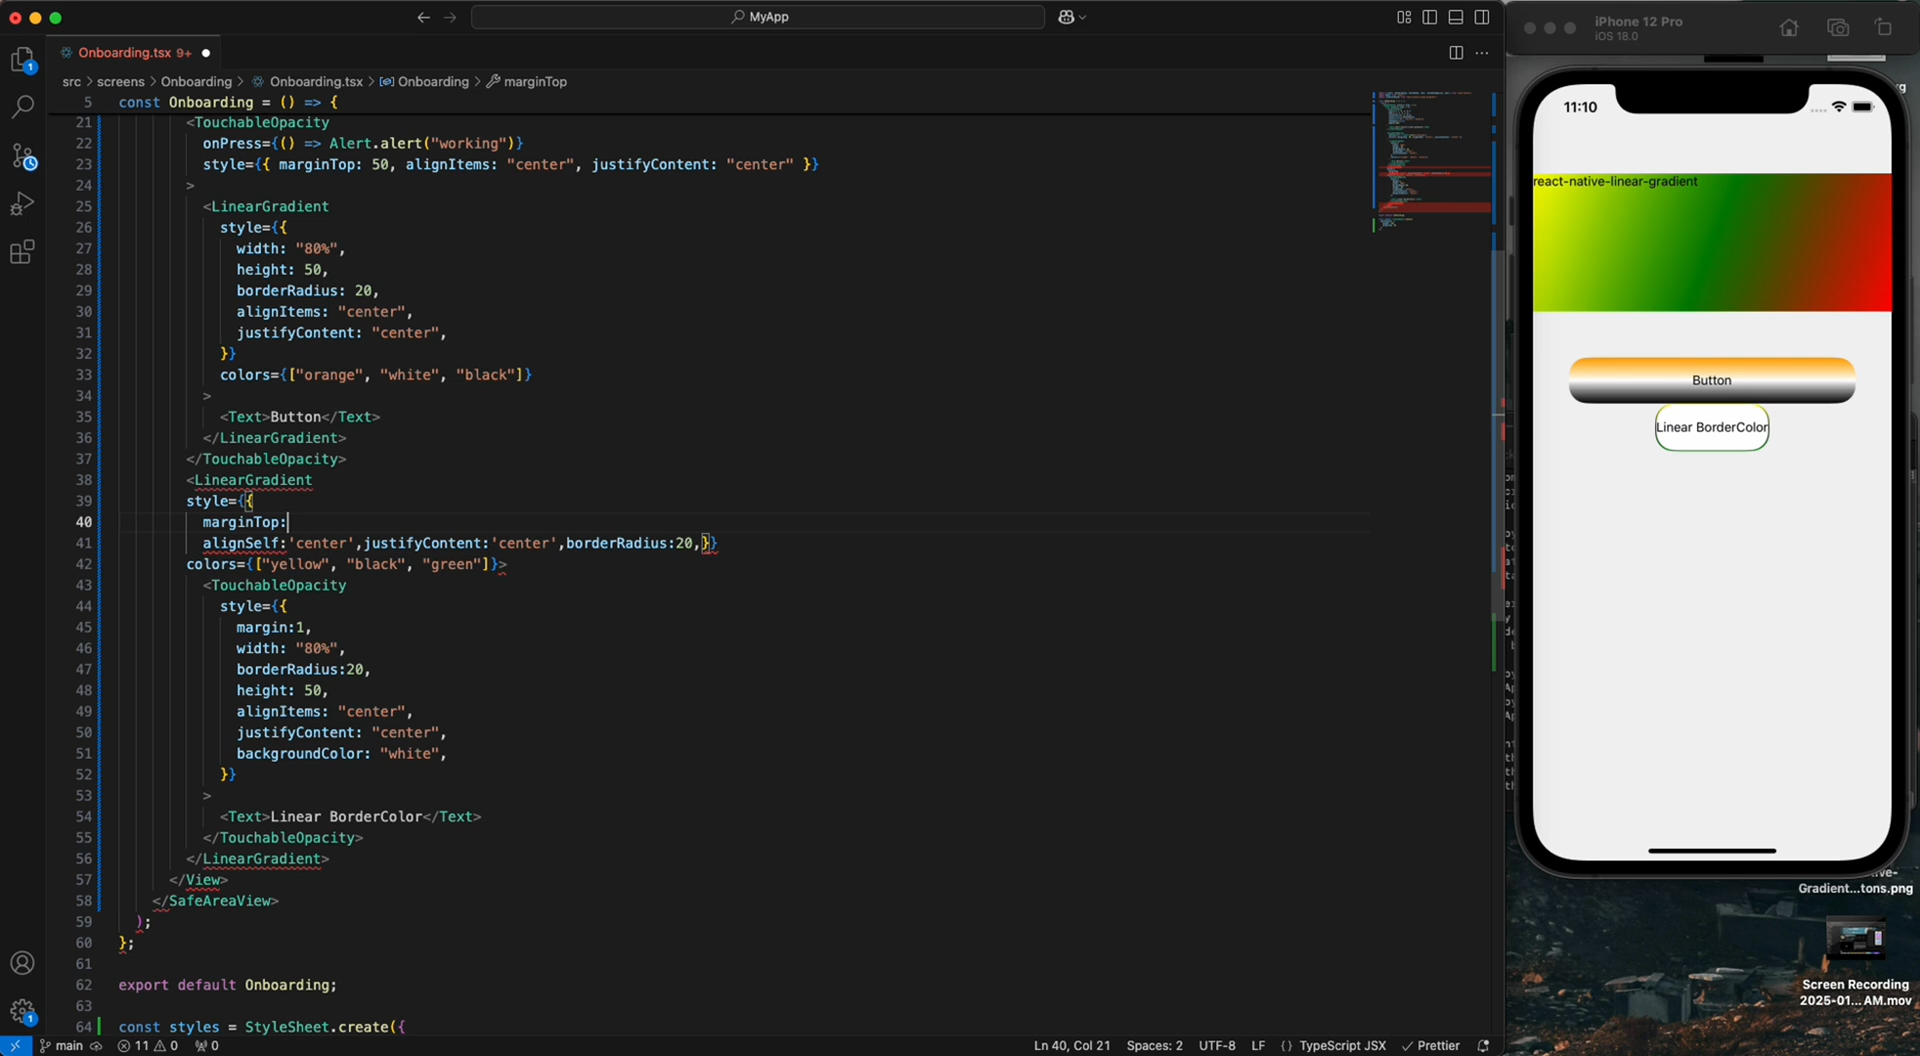 MyApp
Onboarding.tsx 9+
src > screens > Onboarding > Onboarding.tsx > Onboarding > marginTop
5 const Onboarding = () => {
21 <TouchableOpacity
22 onPress={() => Alert.alert("working")}
23 style={{ marginTop: 50, alignItems: "center", justifyContent: "center" }}
24 >
25 <LinearGradient
26 style={{
27 width: "80%",
28 height: 50,
29 borderRadius: 20,
30 alignItems: "center",
31 justifyContent: "center",
32 }}
33 colors={["orange", "white", "black"]}
34 >
35 <Text>Button</Text>
36 </LinearGradient>
37 </TouchableOpacity>
38 <LinearGradient
39 style={{
40 marginTop:
41 alignSelf:'center',justifyContent:'center',borderRadius:20,}}
42 colors={["yellow", "black", "green"]}>
43 <TouchableOpacity
44 style={{
45 margin:1,
46 width: "80%",
47 borderRadius:20,
48 height: 50,
49 alignItems: "center",
50 justifyContent: "center",
51 backgroundColor: "white",
52 }}
53 >
54 <Text>Linear BorderColor</Text>
55 </TouchableOpacity>
56 </LinearGradient>
57 </View>
58 </SafeAreaView>
59 );
60 };
61
62 export default Onboarding;
63
64 const styles = StyleSheet.create({
1
1
main 11 0 0
Ln 40, Col 21 Spaces: 2 UTF-8 LF {} TypeScript JSX Prettier
iPhone 12 Pro
iOS 18.0
11:10
react-native-linear-gradient
Button
Linear BorderColor
Gradient...tons.png
Screen Recording
2025-01...AM.mov